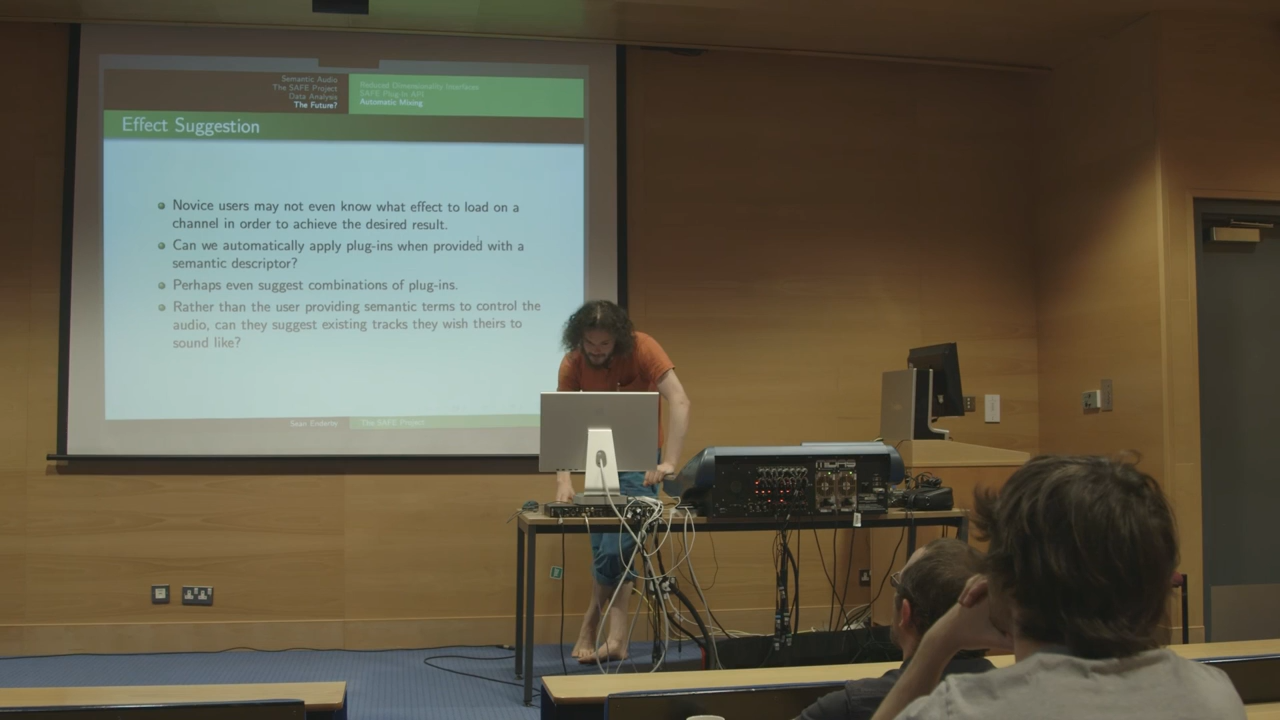 Semantic Audio
The SAFE Project
Data Analysis
The Future?
Reduced Dimensionality Interfaces
SAFE Plug-In API
Automatic Mixing
Effect Suggestion
Novice users may not even know what effect to load on a
channel in order to achieve the desired result.
Can we automatically apply plug-ins when provided with a
semantic descriptor?
Perhaps even suggest combinations of plug-ins.
Rather than the user providing semantic terms to control the
audio, can they suggest existing tracks they wish theirs to
sound like?
Sean Enderby
The SAFE Project